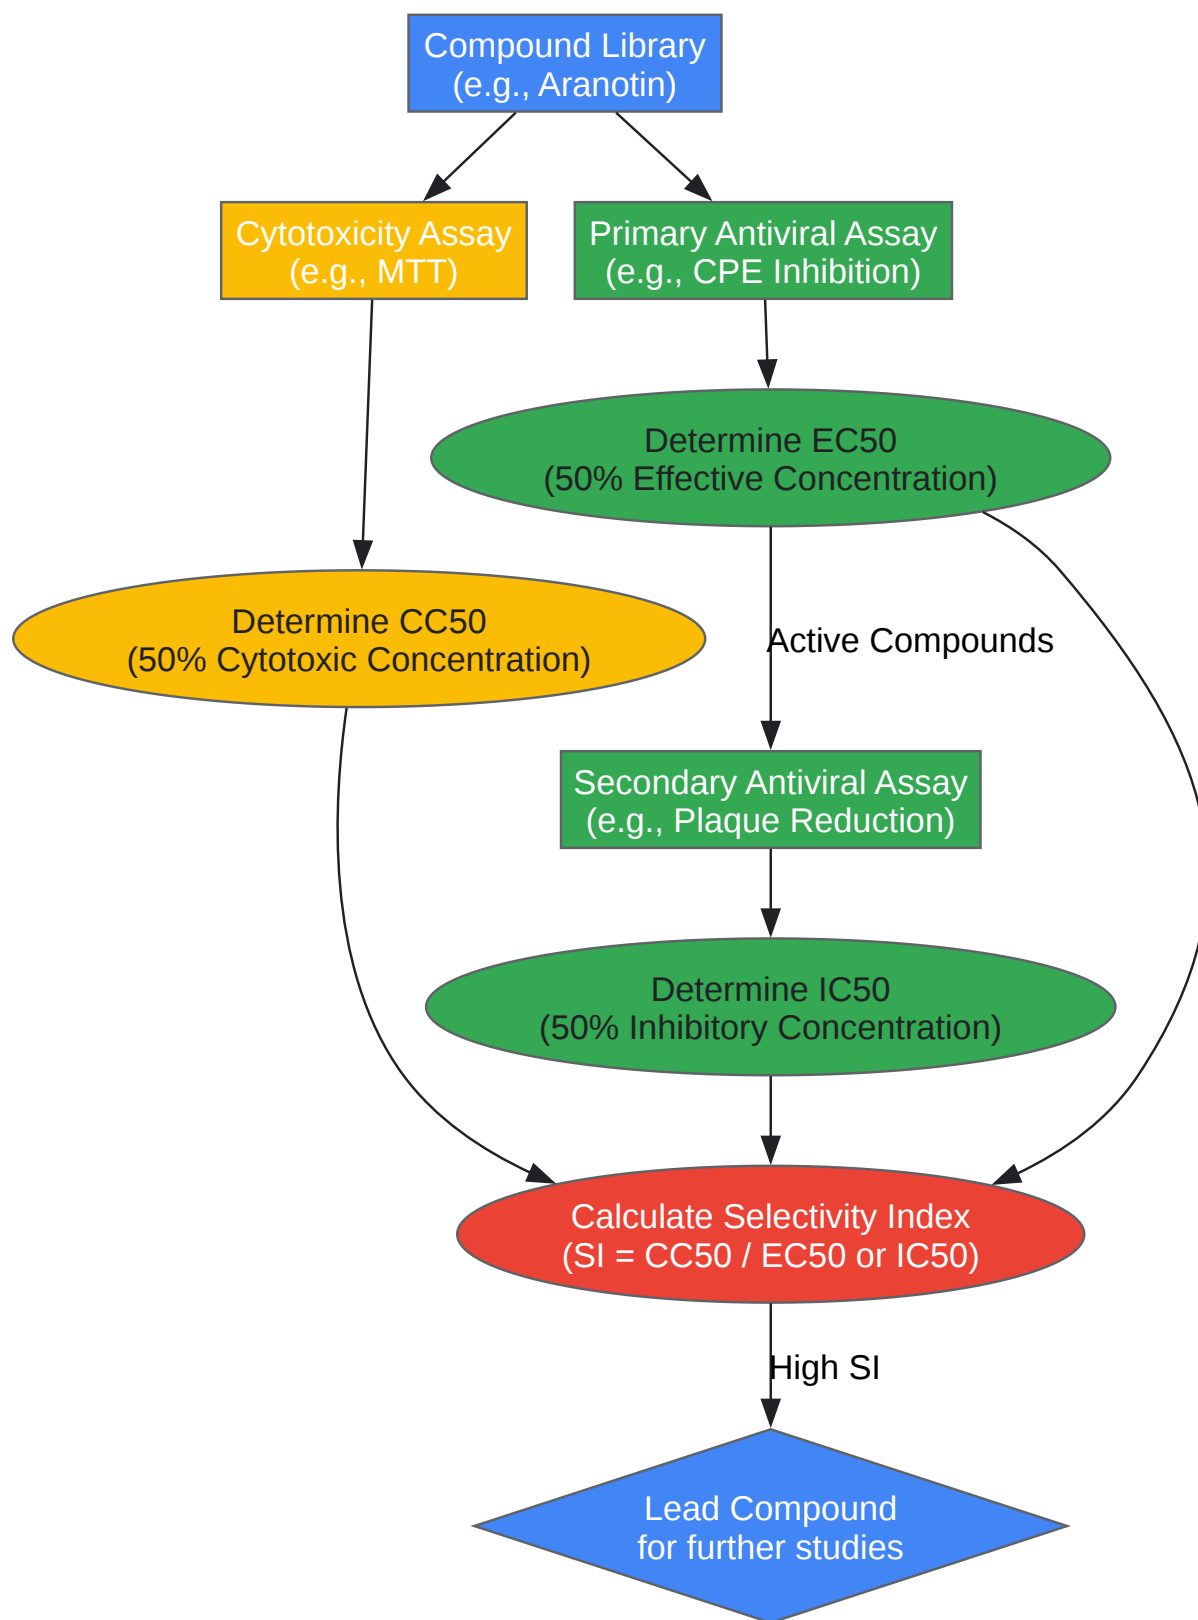 Compound Library
(e.g., Aranotin)
Cytotoxicity Assay
(e.g., MTT)
Primary Antiviral Assay
(e.g., CPE Inhibition)
Determine EC50
(50% Effective Concentration)
Determine CC50
(50% Cytotoxic Concentration)
Active Compounds
Secondary Antiviral Assay
(e.g., Plaque Reduction)
Determine IC50
(50% Inhibitory Concentration)
Calculate Selectivity Index
(SI = CC50 / EC50 or IC50)
High SI
Lead Compound
for further studies